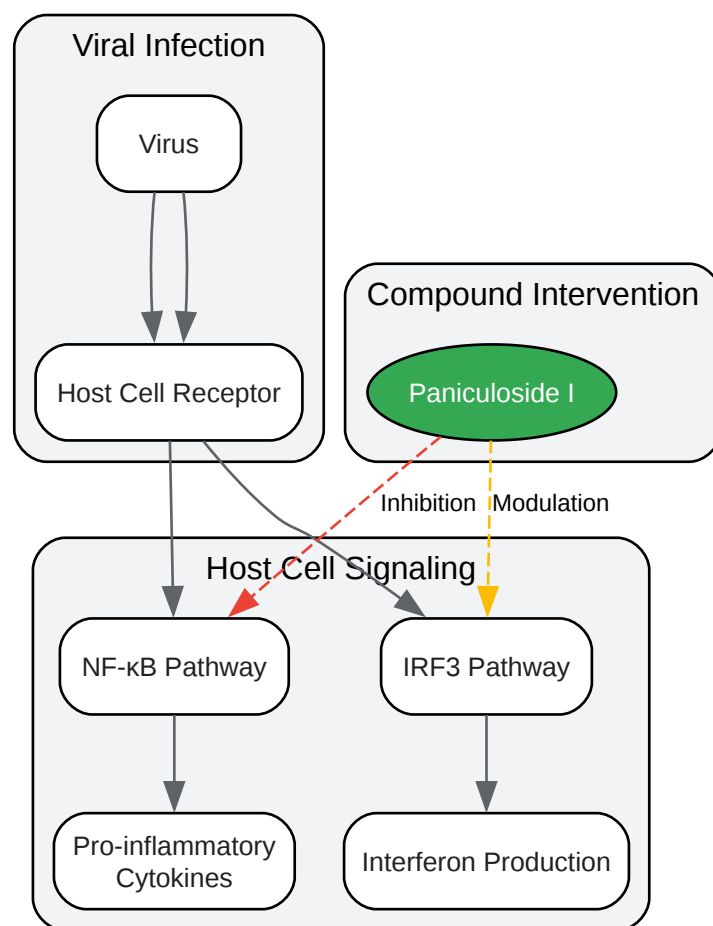 Viral Infection
Virus
Host Cell Receptor
Compound Intervention
Paniculoside I
Inhibition
Modulation
Host Cell Signaling
NF-κB Pathway
IRF3 Pathway
Pro-inflammatory
Cytokines
Interferon Production